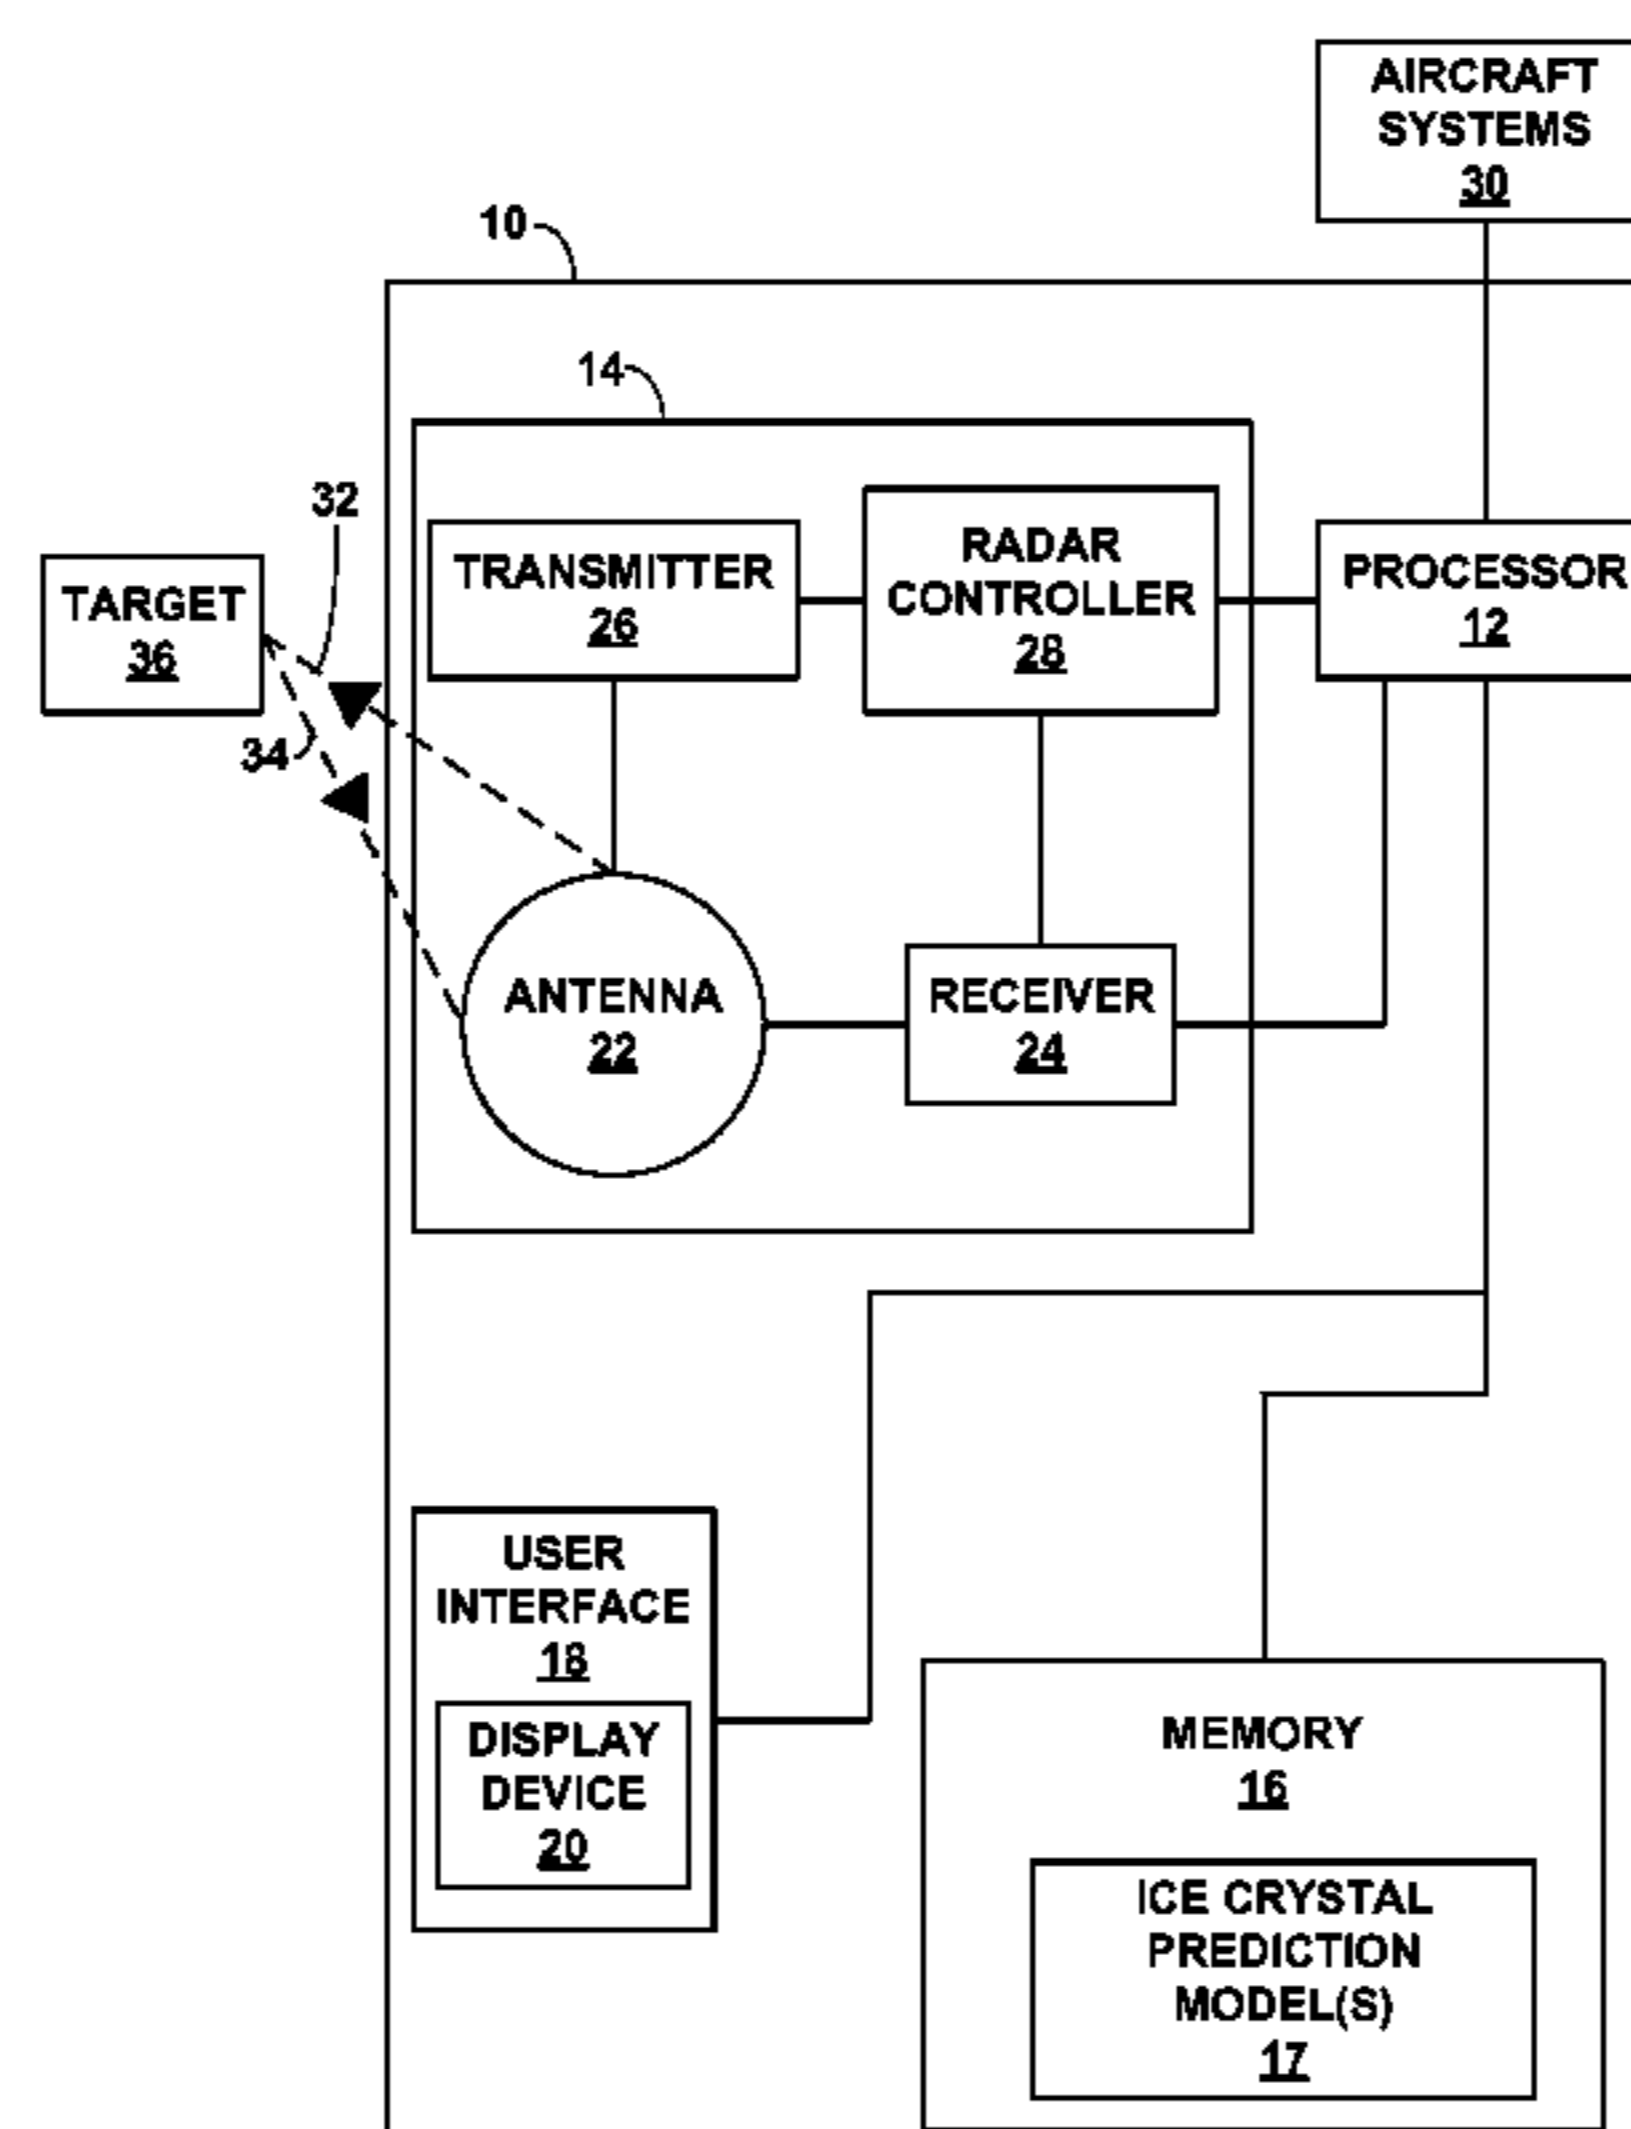 AIRCRAFT
SYSTEMS
30
10
14
32
TRANSMITTER
26
RADAR
CONTROLLER
28
PROCESSOR
12
TARGET
36
34
ANTENNA
22
RECEIVER
24
USER
INTERFACE
18
DISPLAY
DEVICE
20
MEMORY
16
ICE CRYSTAL
PREDICTION
MODEL(S)
17